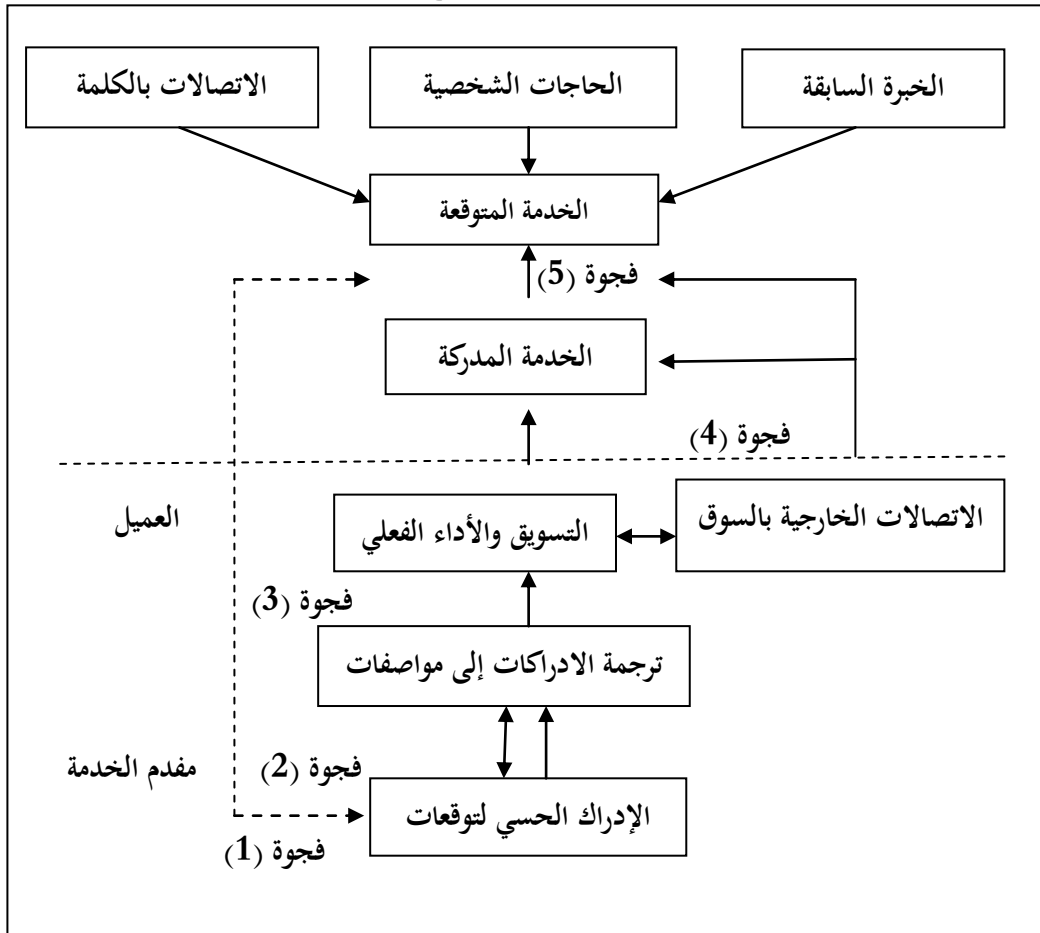 الخبرة السابقة
الحاجات الشخصية
الاتصالات بالكلمة
الخدمة المتوقعة
فجوة (5)
الخدمة المدركة
فجوة (4)
العميل
الاتصالات الخارجية بالسوق
التسويق والأداء الفعلي
فجوة (3)
ترجمة الادراكات إلى مواصفات
فجوة (2)
مفدم الخدمة
الإدراك الحسي لتوقعات
فجوة (1)